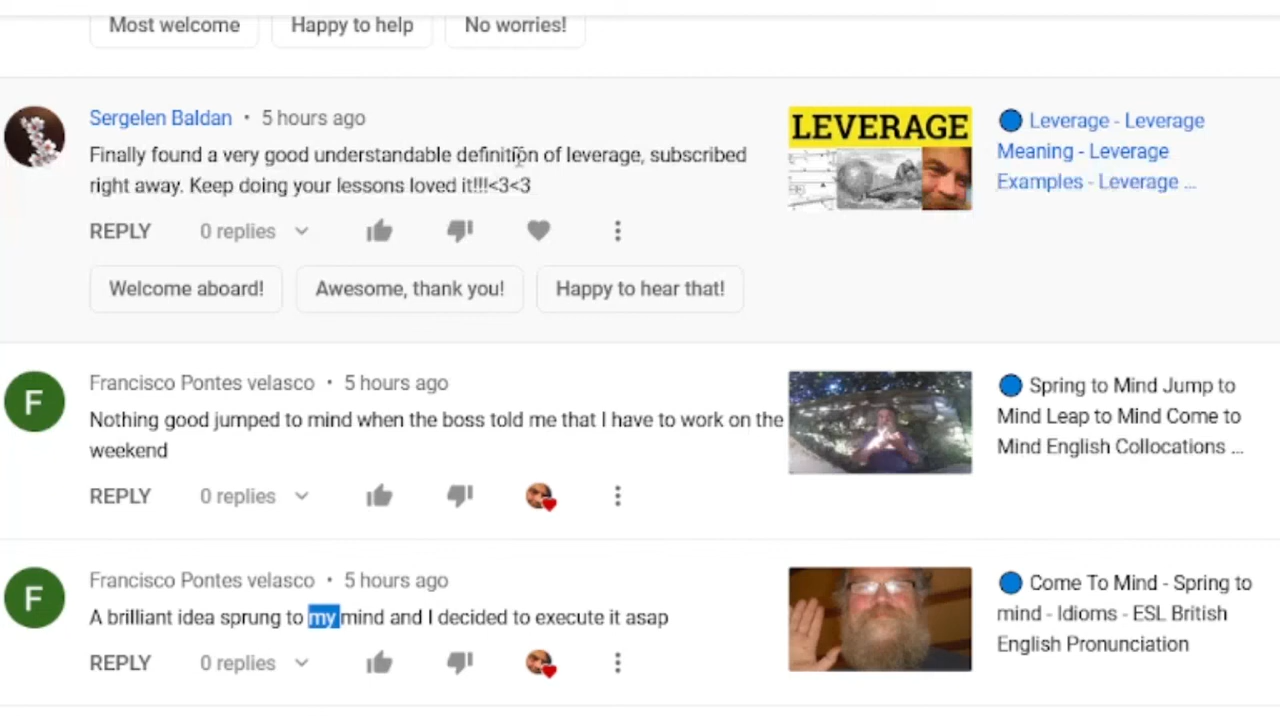 Most welcome
Happy to help
No worries!
Sergelen Baldan • 5 hours ago
Finally found a very good understandable definition of leverage, subscribed
right away. Keep doing your lessons loved it!!!<3<3
REPLY
0 replies
Welcome aboard!
Awesome, thank you!
Happy to hear that!
LEVERAGE
Leverage - Leverage
Meaning - Leverage
Examples - Leverage ...
F
Francisco Pontes velasco • 5 hours ago
Nothing good jumped to mind when the boss told me that I have to work on the
weekend
REPLY
0 replies
Spring to Mind Jump to
Mind Leap to Mind Come to
Mind English Collocations ...
F
Francisco Pontes velasco • 5 hours ago
A brilliant idea sprung to my mind and I decided to execute it asap
REPLY
0 replies
Come To Mind - Spring to
mind - Idioms - ESL British
English Pronunciation